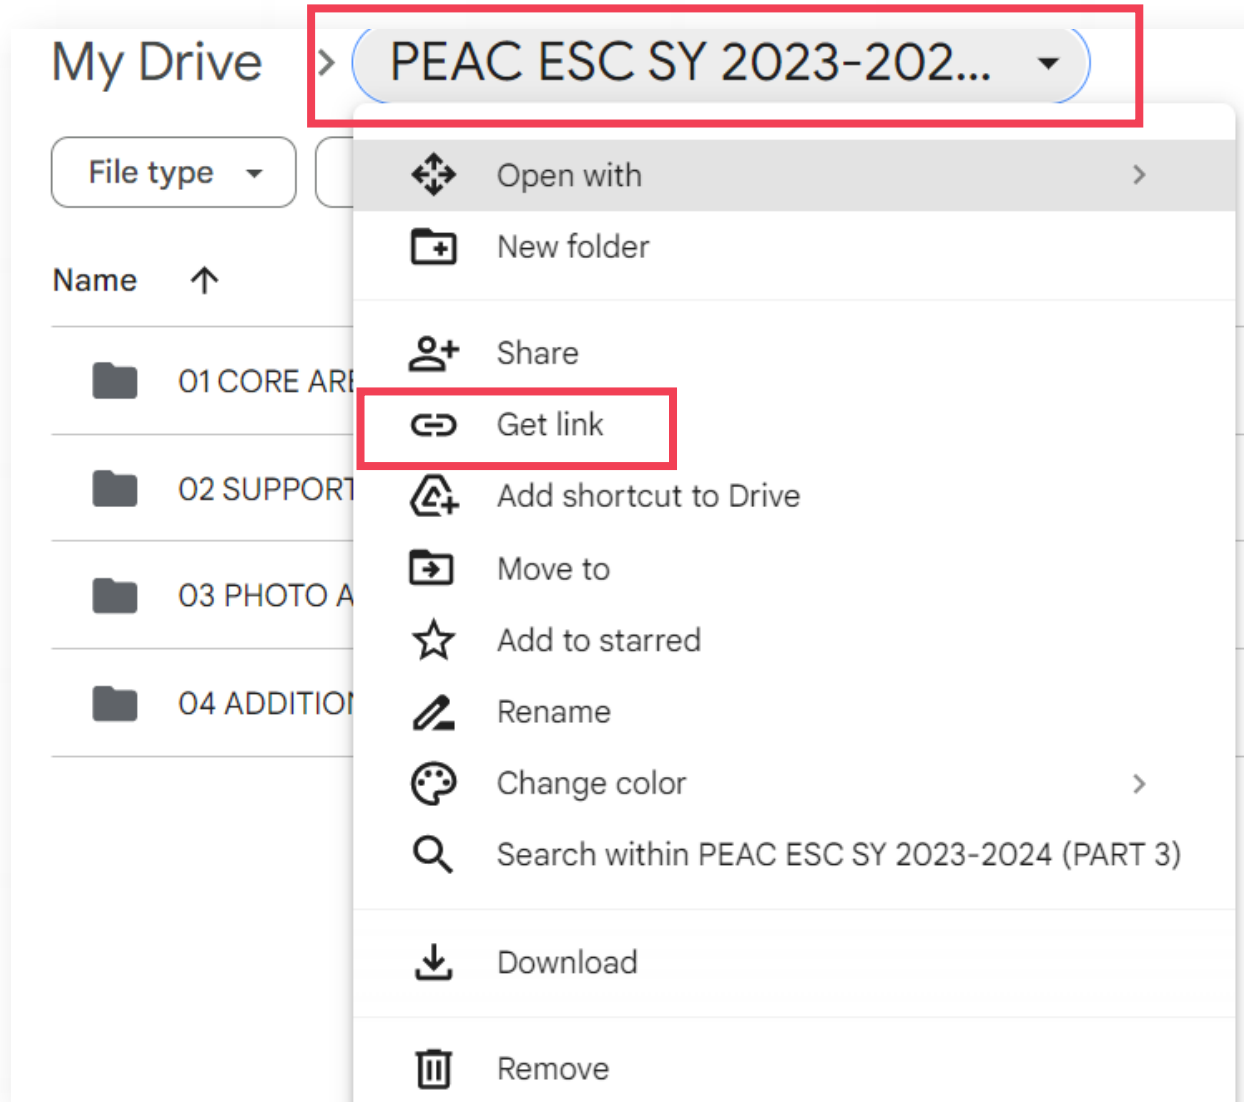 My Drive > PEAC ESC SY 2023-202...
File type
Name
Open with
New folder
01 CORE ARE
Share
Get link
02 SUPPORT
Add shortcut to Drive
03 PHOTO A
Move to
Add to starred
04 ADDITION
Rename
Change color
Search within PEAC ESC SY 2023-2024 (PART 3)
Download
Remove